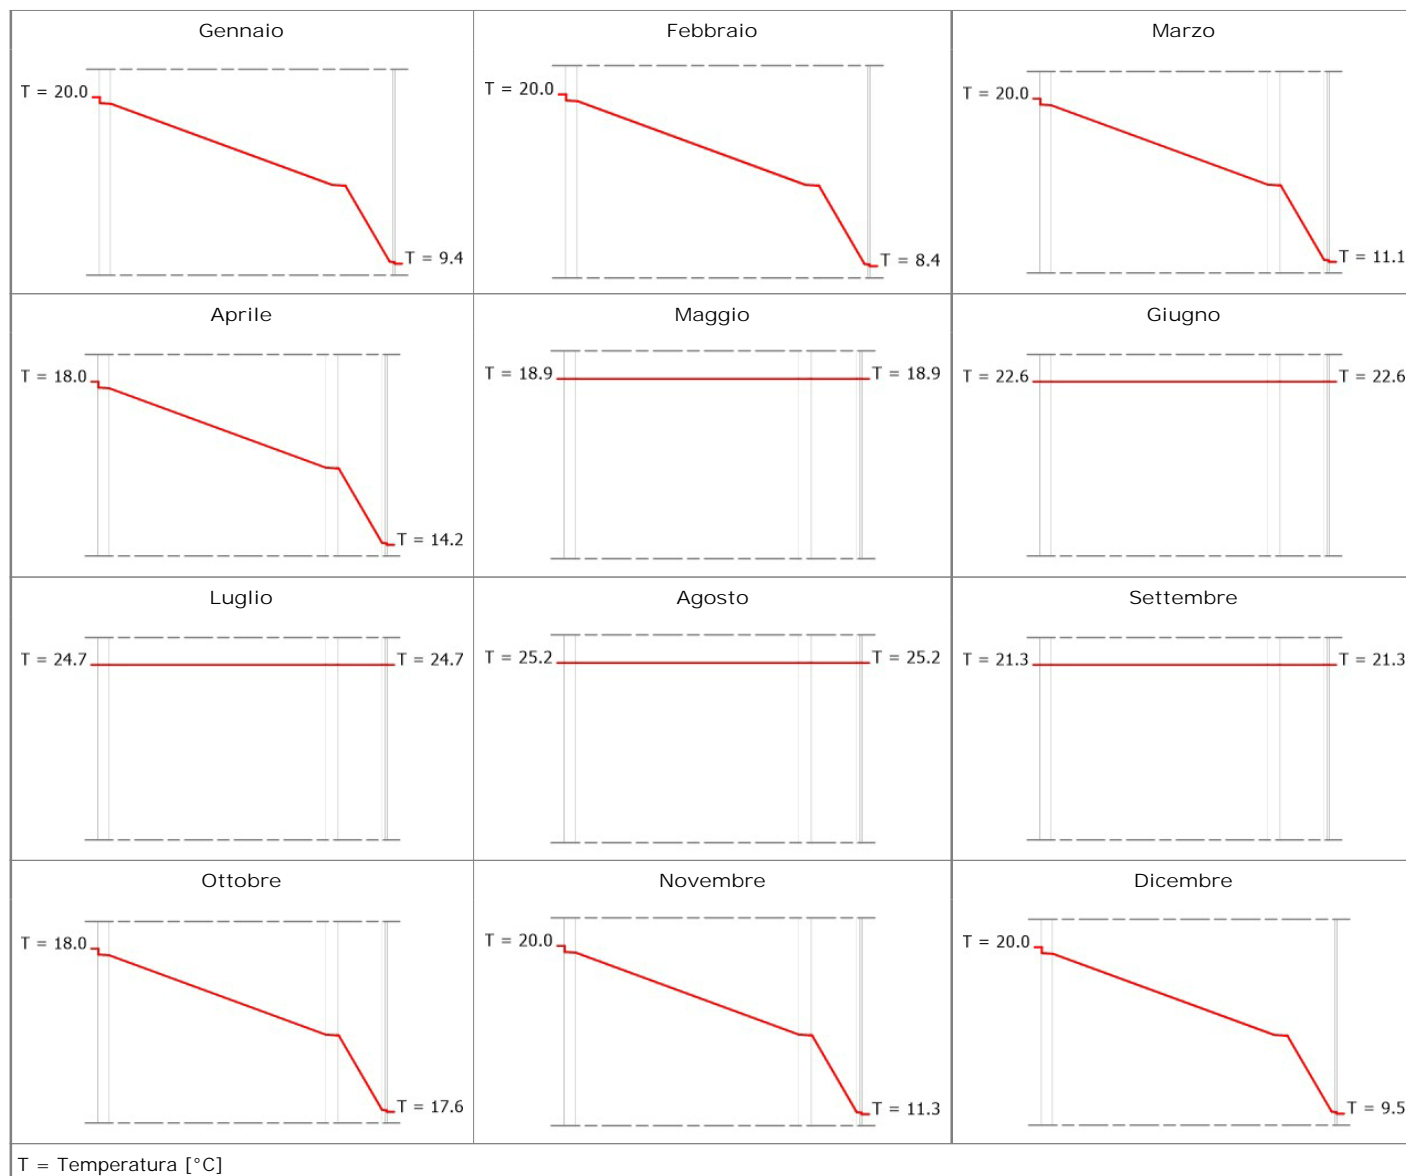 Gennaio
T = 20.0
T = 9.4
Febbraio
T = 20.0
T = 8.4
Marzo
T = 20.0
T = 11.1
Aprile
T = 18.0
T = 14.2
Maggio
T = 18.9
T = 18.9
Giugno
T = 22.6
T = 22.6
Luglio
T = 24.7
T = 24.7
Agosto
T = 25.2
T = 25.2
Settembre
T = 21.3
T = 21.3
Ottobre
T = 18.0
T = 17.6
Novembre
T = 20.0
T = 11.3
Dicembre
T = 20.0
T = 9.5
T = Temperatura [°C]